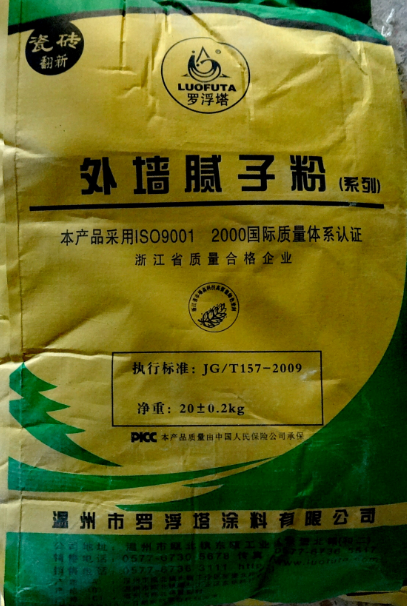 瓷砖
翻新
LUOFUTA
罗浮塔
外墙腻子粉(系列)
本产品采用ISO9001 2000国际质量体系认证
浙江省质量合格企业
执行标准: JG/T157-2009
净重: 20±0.2kg
PICC 本产品质量由中国人民保险公司承保
温州市罗浮塔涂料有限公司